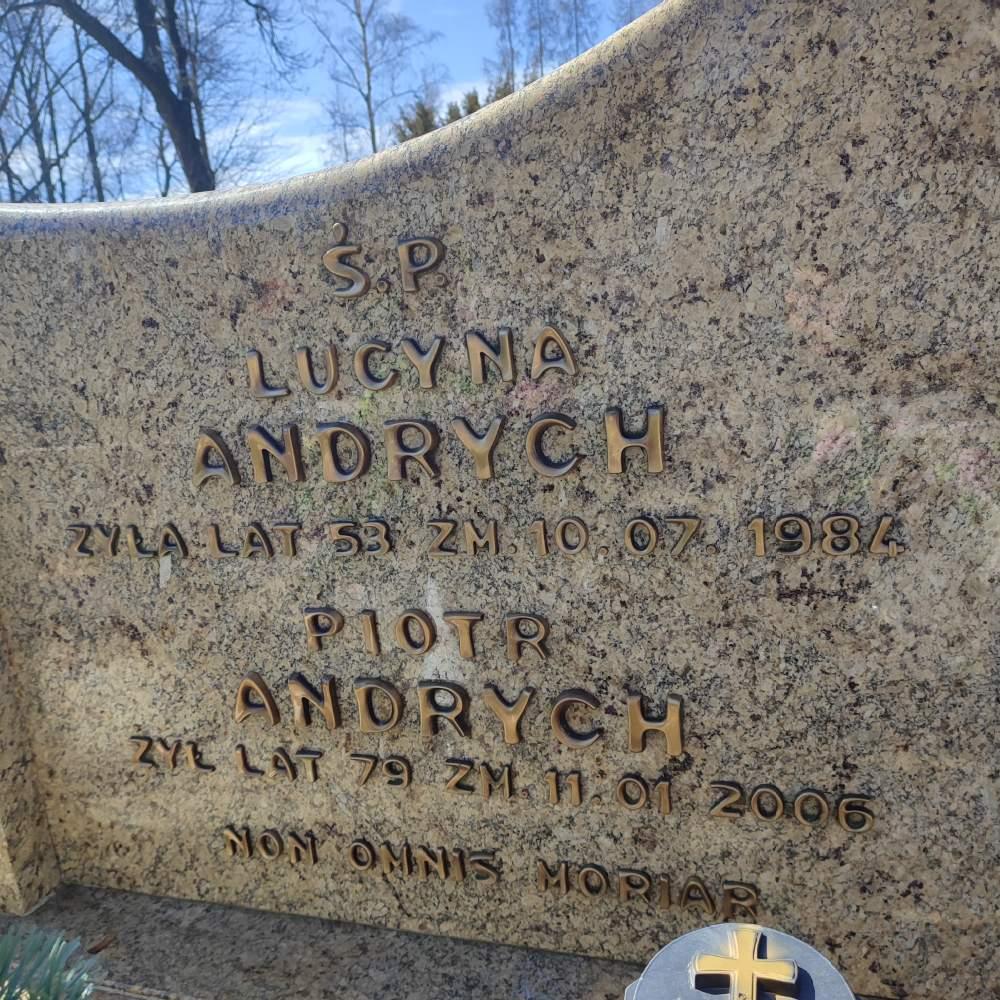 Ś.P.
LUCYNA
ANDRYCH
ŻYŁA LAT 53. ZM. 10.07. 1984
PIOTR
ANDRYCH
ŻYŁ LAT 79 ZM. 11.01 2006
NON OMNIS MORIAR